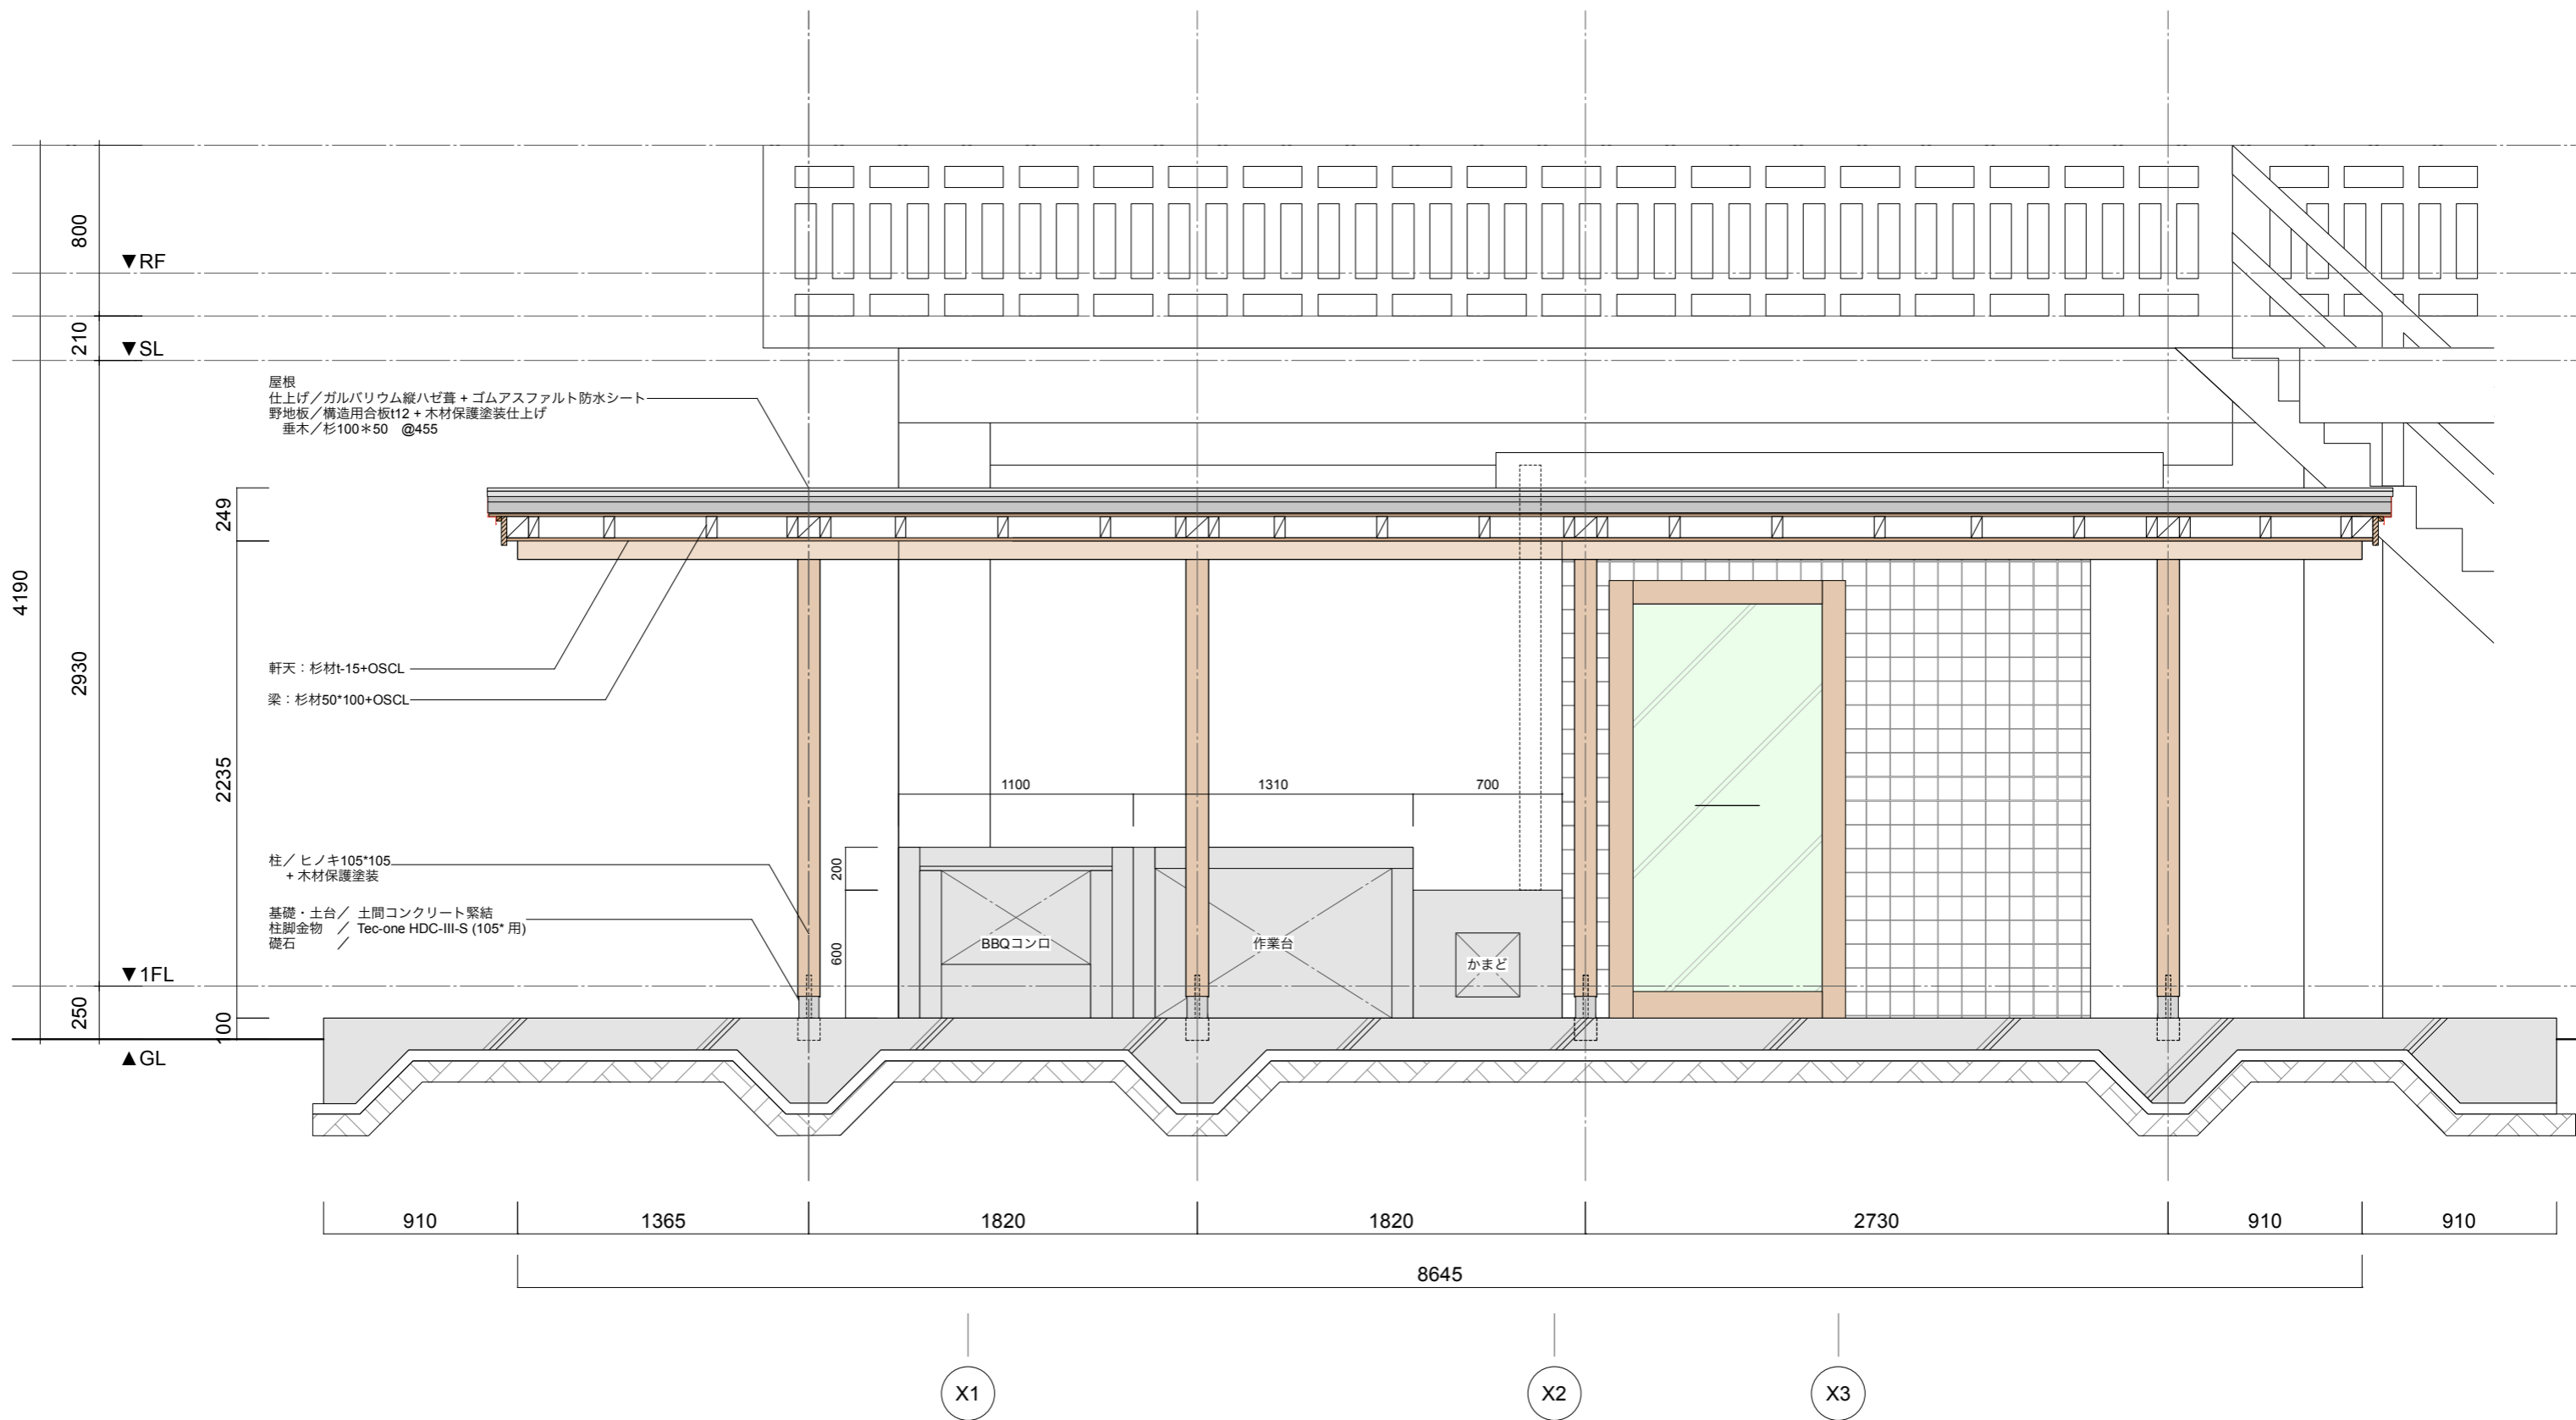 800
▼RF
210
▼SL
屋根
仕上げ／ガルバリウム縦ハゼ葺 + ゴムアスファルト防水シート
野地板／構造用合板t12 + 木材保護塗装仕上げ
垂木／杉100＊50　@455
249
4190
2930
2235
軒天：杉材t-15+OSCL
梁：杉材50*100+OSCL
1100
1310
700
柱／ ヒノキ105*105
+ 木材保護塗装
200
600
基礎・土台／ 土間コンクリート緊結
柱脚金物　／ Tec-one HDC-III-S (105* 用)
礎石　　／
BBQコンロ
作業台
かまど
▼1FL
250
100
▲GL
910
1365
1820
1820
2730
910
910
8645
X1
X2
X3